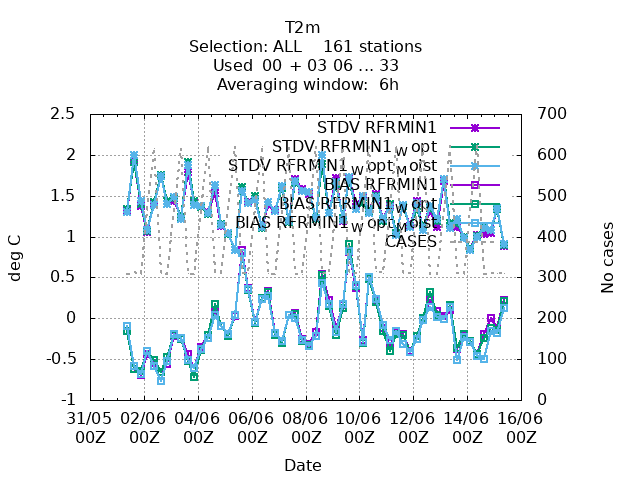 T2m
Selection: ALL    161 stations
Used  00 + 03 06 ... 33
Averaging window:  6h
STDV RFRMIN1
STDV RFRMIN1_W opt
STDV RFRMIN1_W opt_M oist
BIAS RFRMIN1
BIAS RFRMIN1_W opt
BIAS RFRMIN1_W opt_M oist
CASES
deg C
2.5
2
1.5
1
0.5
0
-0.5
-1
700
600
500
400
300
200
100
0
No cases
31/05 02/06 04/06 06/06 08/06 10/06 12/06 14/06 16/06
00Z 00Z 00Z 00Z 00Z 00Z 00Z 00Z 00Z
Date